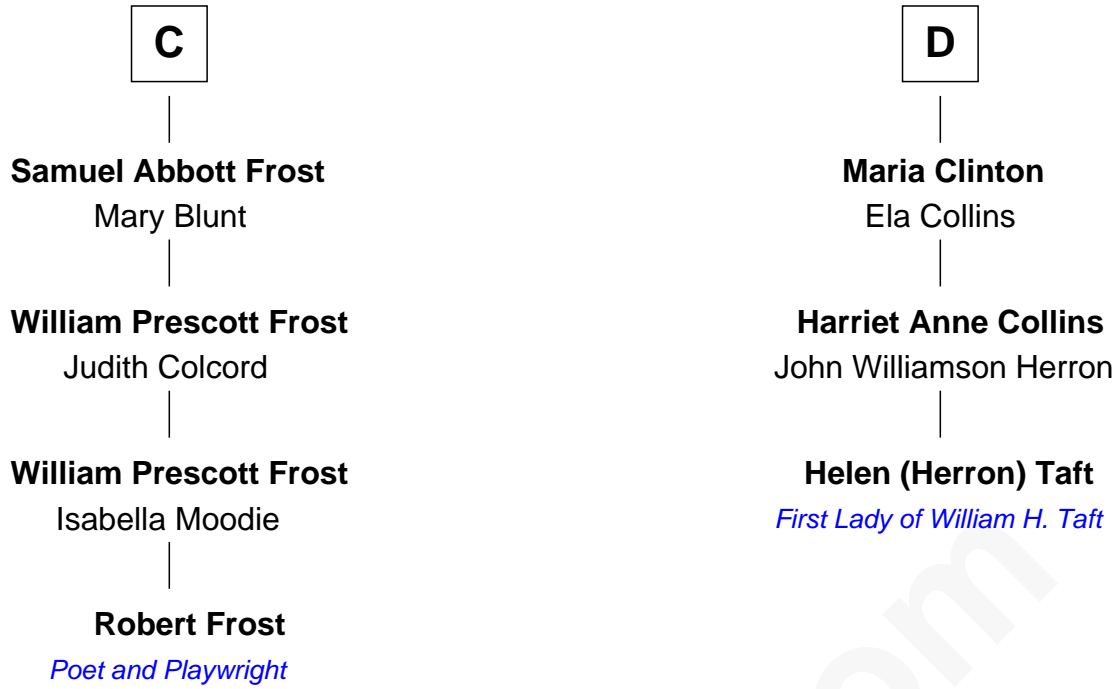 C
Samuel Abbott Frost
Mary Blunt
William Prescott Frost
Judith Colcord
William Prescott Frost
Isabella Moodie
Robert Frost
Poet and Playwright
D
Maria Clinton
Ela Collins
Harriet Anne Collins
John Williamson Herron
Helen (Herron) Taft
First Lady of William H. Taft
om